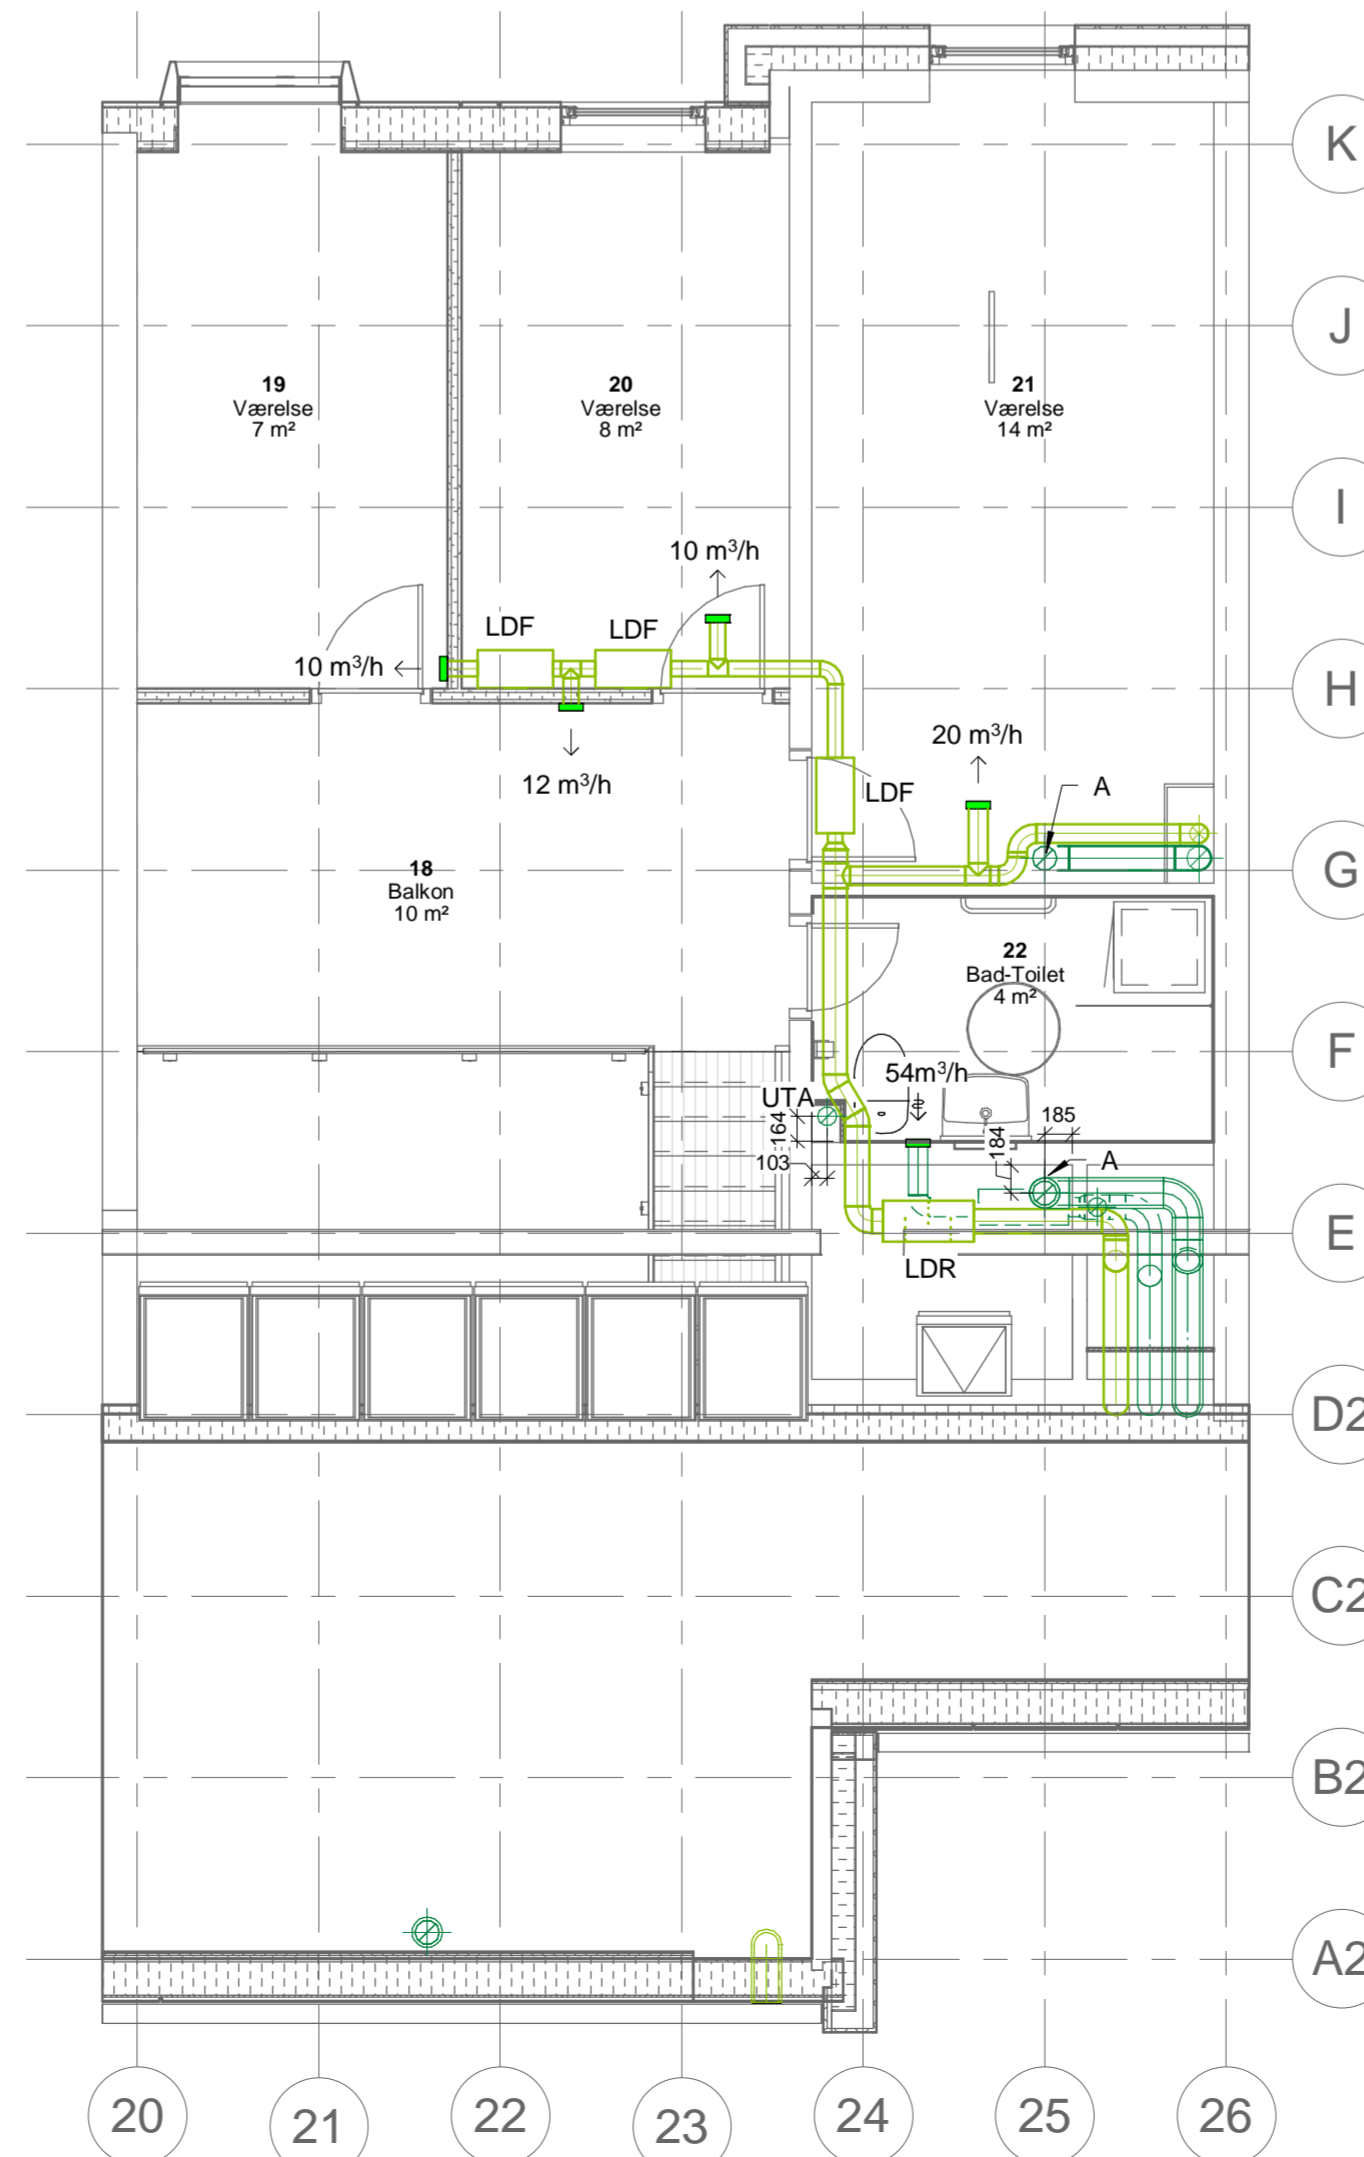 K
J
19
Værelse
7 m²
20
Værelse
8 m²
21
Værelse
14 m²
I
10 m³/h
LDF
LDF
10 m³/h
H
20 m³/h
12 m³/h
LDF
A
18
Balkon
10 m²
G
22
Bad-Toilet
4 m²
F
54m³/h
UTA
164
185
184
103
A
E
LDR
D2
C2
B2
A2
20
21
22
23
24
25
26